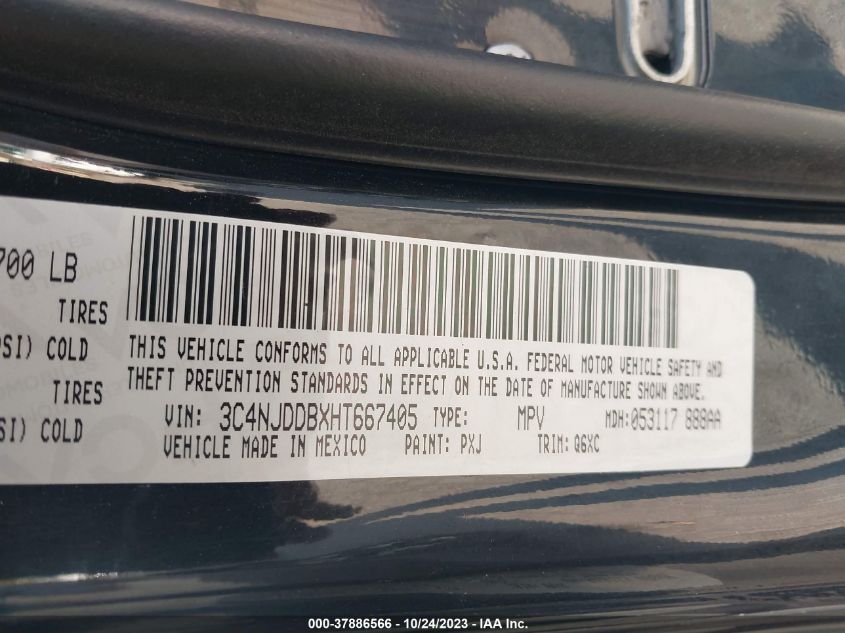 700 LB
TIRES
PSI) COLD
TIRES
SI) COLD
THIS VEHICLE CONFORMS TO ALL APPLICABLE U.S.A. FEDERAL MOTOR VEHICLE SAFETY AND
THEFT PREVENTION STANDARDS IN EFFECT ON THE DATE OF MANUFACTURE SHOWN ABOVE.
VIN: 3C4NJDDBXHT667405 TYPE: MPV MDH:053117 888AA
VEHICLE MADE IN MEXICO PAINT: PXJ TRIM: Q6XC
000-37886566 - 10/24/2023 - IAA Inc.